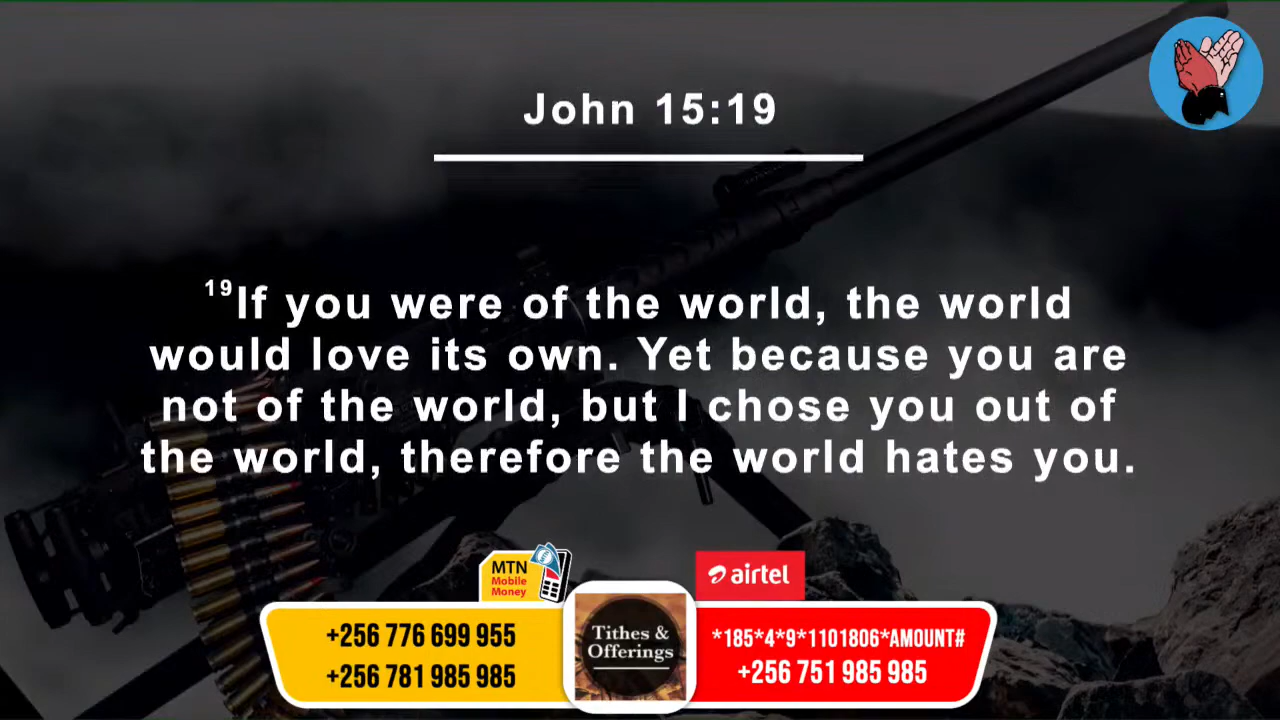 John 15:19
19If you were of the world, the world
would love its own. Yet because you are
not of the world, but I chose you out of
the world, therefore the world hates you.
MTN
Mobile
Money
airtel
+256 776 699 955
+256 781 985 985
Tithes &
Offerings
*185*4*9*1101806*AMOUNT#
+256 751 985 985